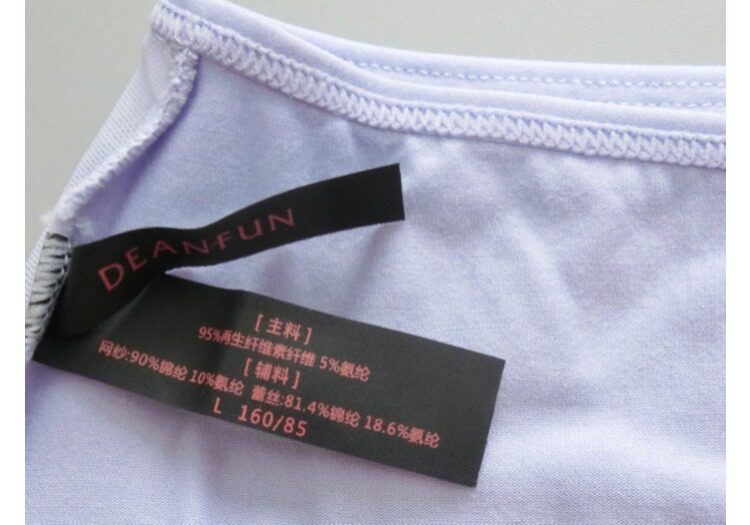 DEANFUN
[主料]
95%再生纤维素纤维 5%氨纶
[辅料]
网纱:90%锦纶 10%氨纶 蕾丝:81.4%锦纶 18.6%氨纶
L 160/85